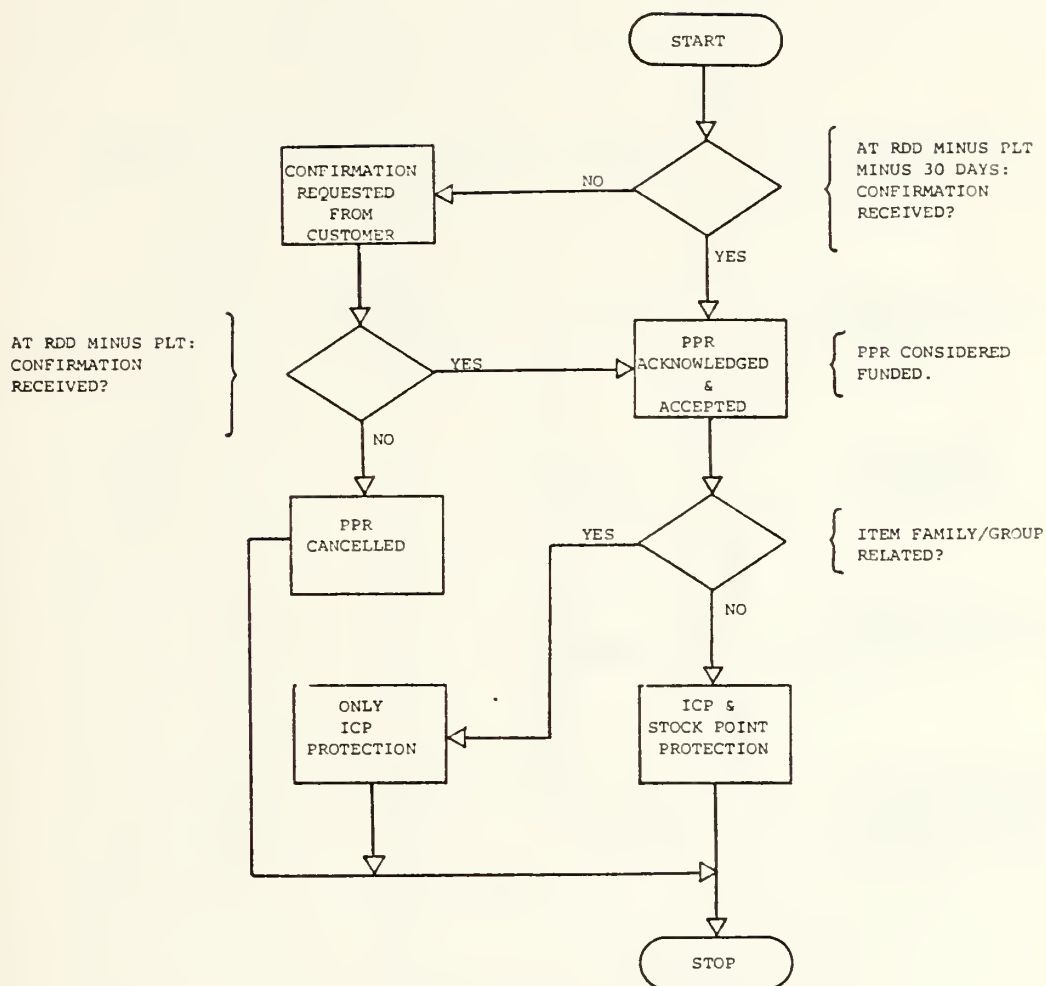 START
AT RDD MINUS PLT
MINUS 30 DAYS:
CONFIRMATION
RECEIVED?
NO
CONFIRMATION
REQUESTED
FROM
CUSTOMER
YES
AT RDD MINUS PLT:
CONFIRMATION
RECEIVED?
YES
PPR
ACKNOWLEDGED
&
ACCEPTED
PPR CONSIDERED
FUNDED.
NO
PPR
CANCELLED
YES
ITEM FAMILY/GROUP
RELATED?
NO
ONLY
ICP
PROTECTION
ICP &
STOCK POINT
PROTECTION
STOP